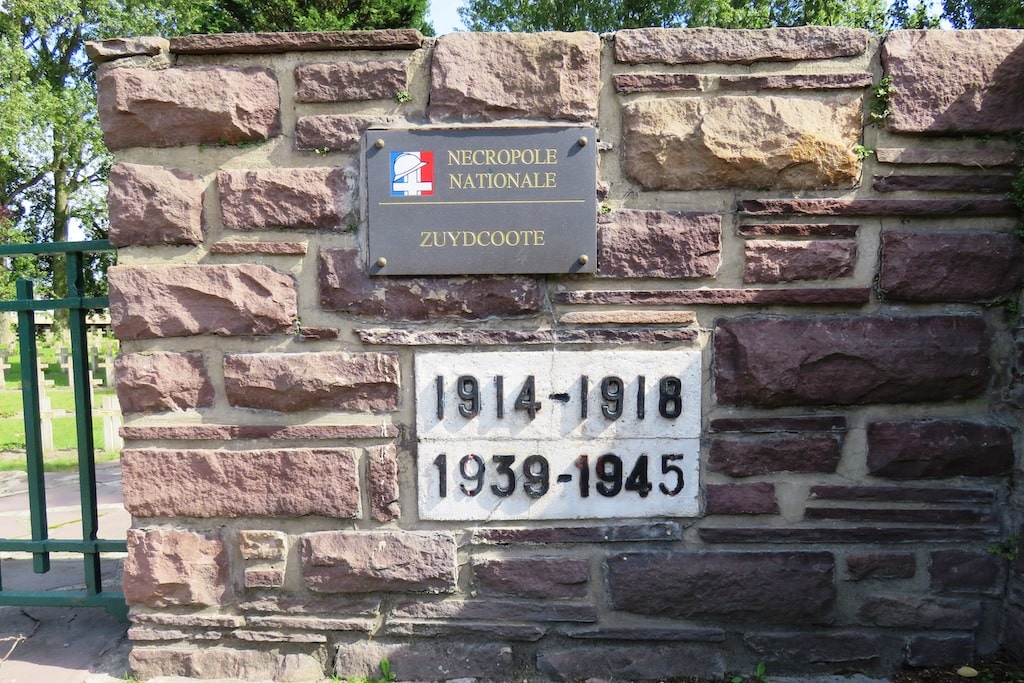 NECROPOLE
NATIONALE
ZUYDCOOTE
1914-1918
1939-1945